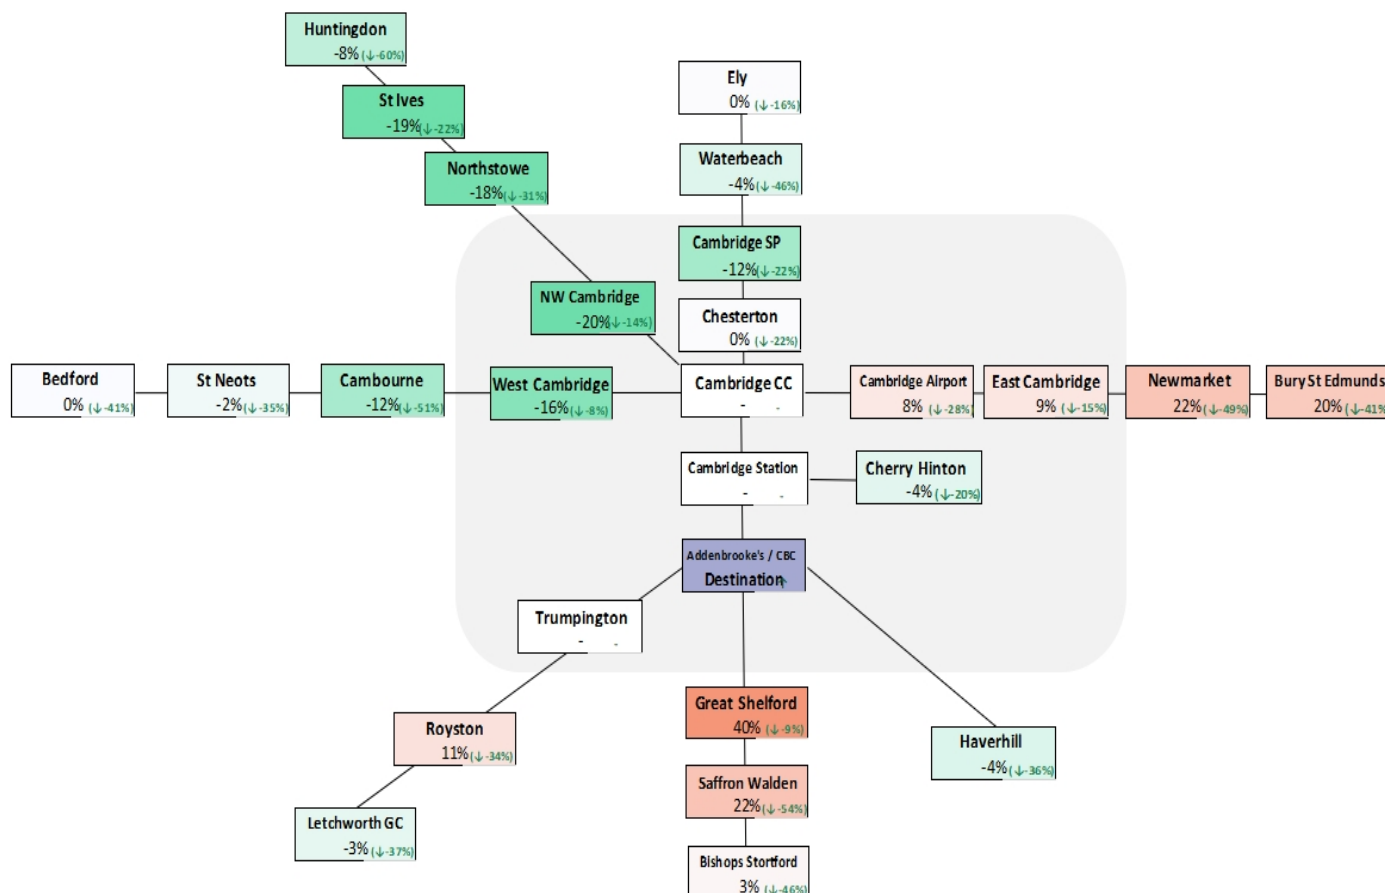 Huntingdon
-8% (↓-60%)
Ely
0% (↓-16%)
St Ives
-19% (↓-22%)
Northstowe
-18% (↓-31%)
Waterbeach
-4% (↓-46%)
Cambridge SP
-12% (↓-22%)
NW Cambridge
-20% (↓-14%)
Chesterton
0% (↓-22%)
Bedford
0% (↓-41%)
St Neots
-2% (↓-35%)
Cambourne
-12% (↓-51%)
West Cambridge
-16% (↓-8%)
Cambridge CC
- -
Cambridge Airport
8% (↓-28%)
East Cambridge
9% (↓-15%)
Newmarket
22% (↓-49%)
Bury St Edmunds
20% (↓-41%
Cambridge Station
- -
Cherry Hinton
-4% (↓-20%)
Addenbrooke's / CBC
Destination↑
Trumpington
- -
Great Shelford
40% (↓-9%)
Royston
11% (↓-34%)
Haverhill
-4% (↓-36%)
Saffron Walden
22% (↓-54%)
Letchworth GC
-3% (↓-37%)
Bishops Stortford
3% (↓-46%)